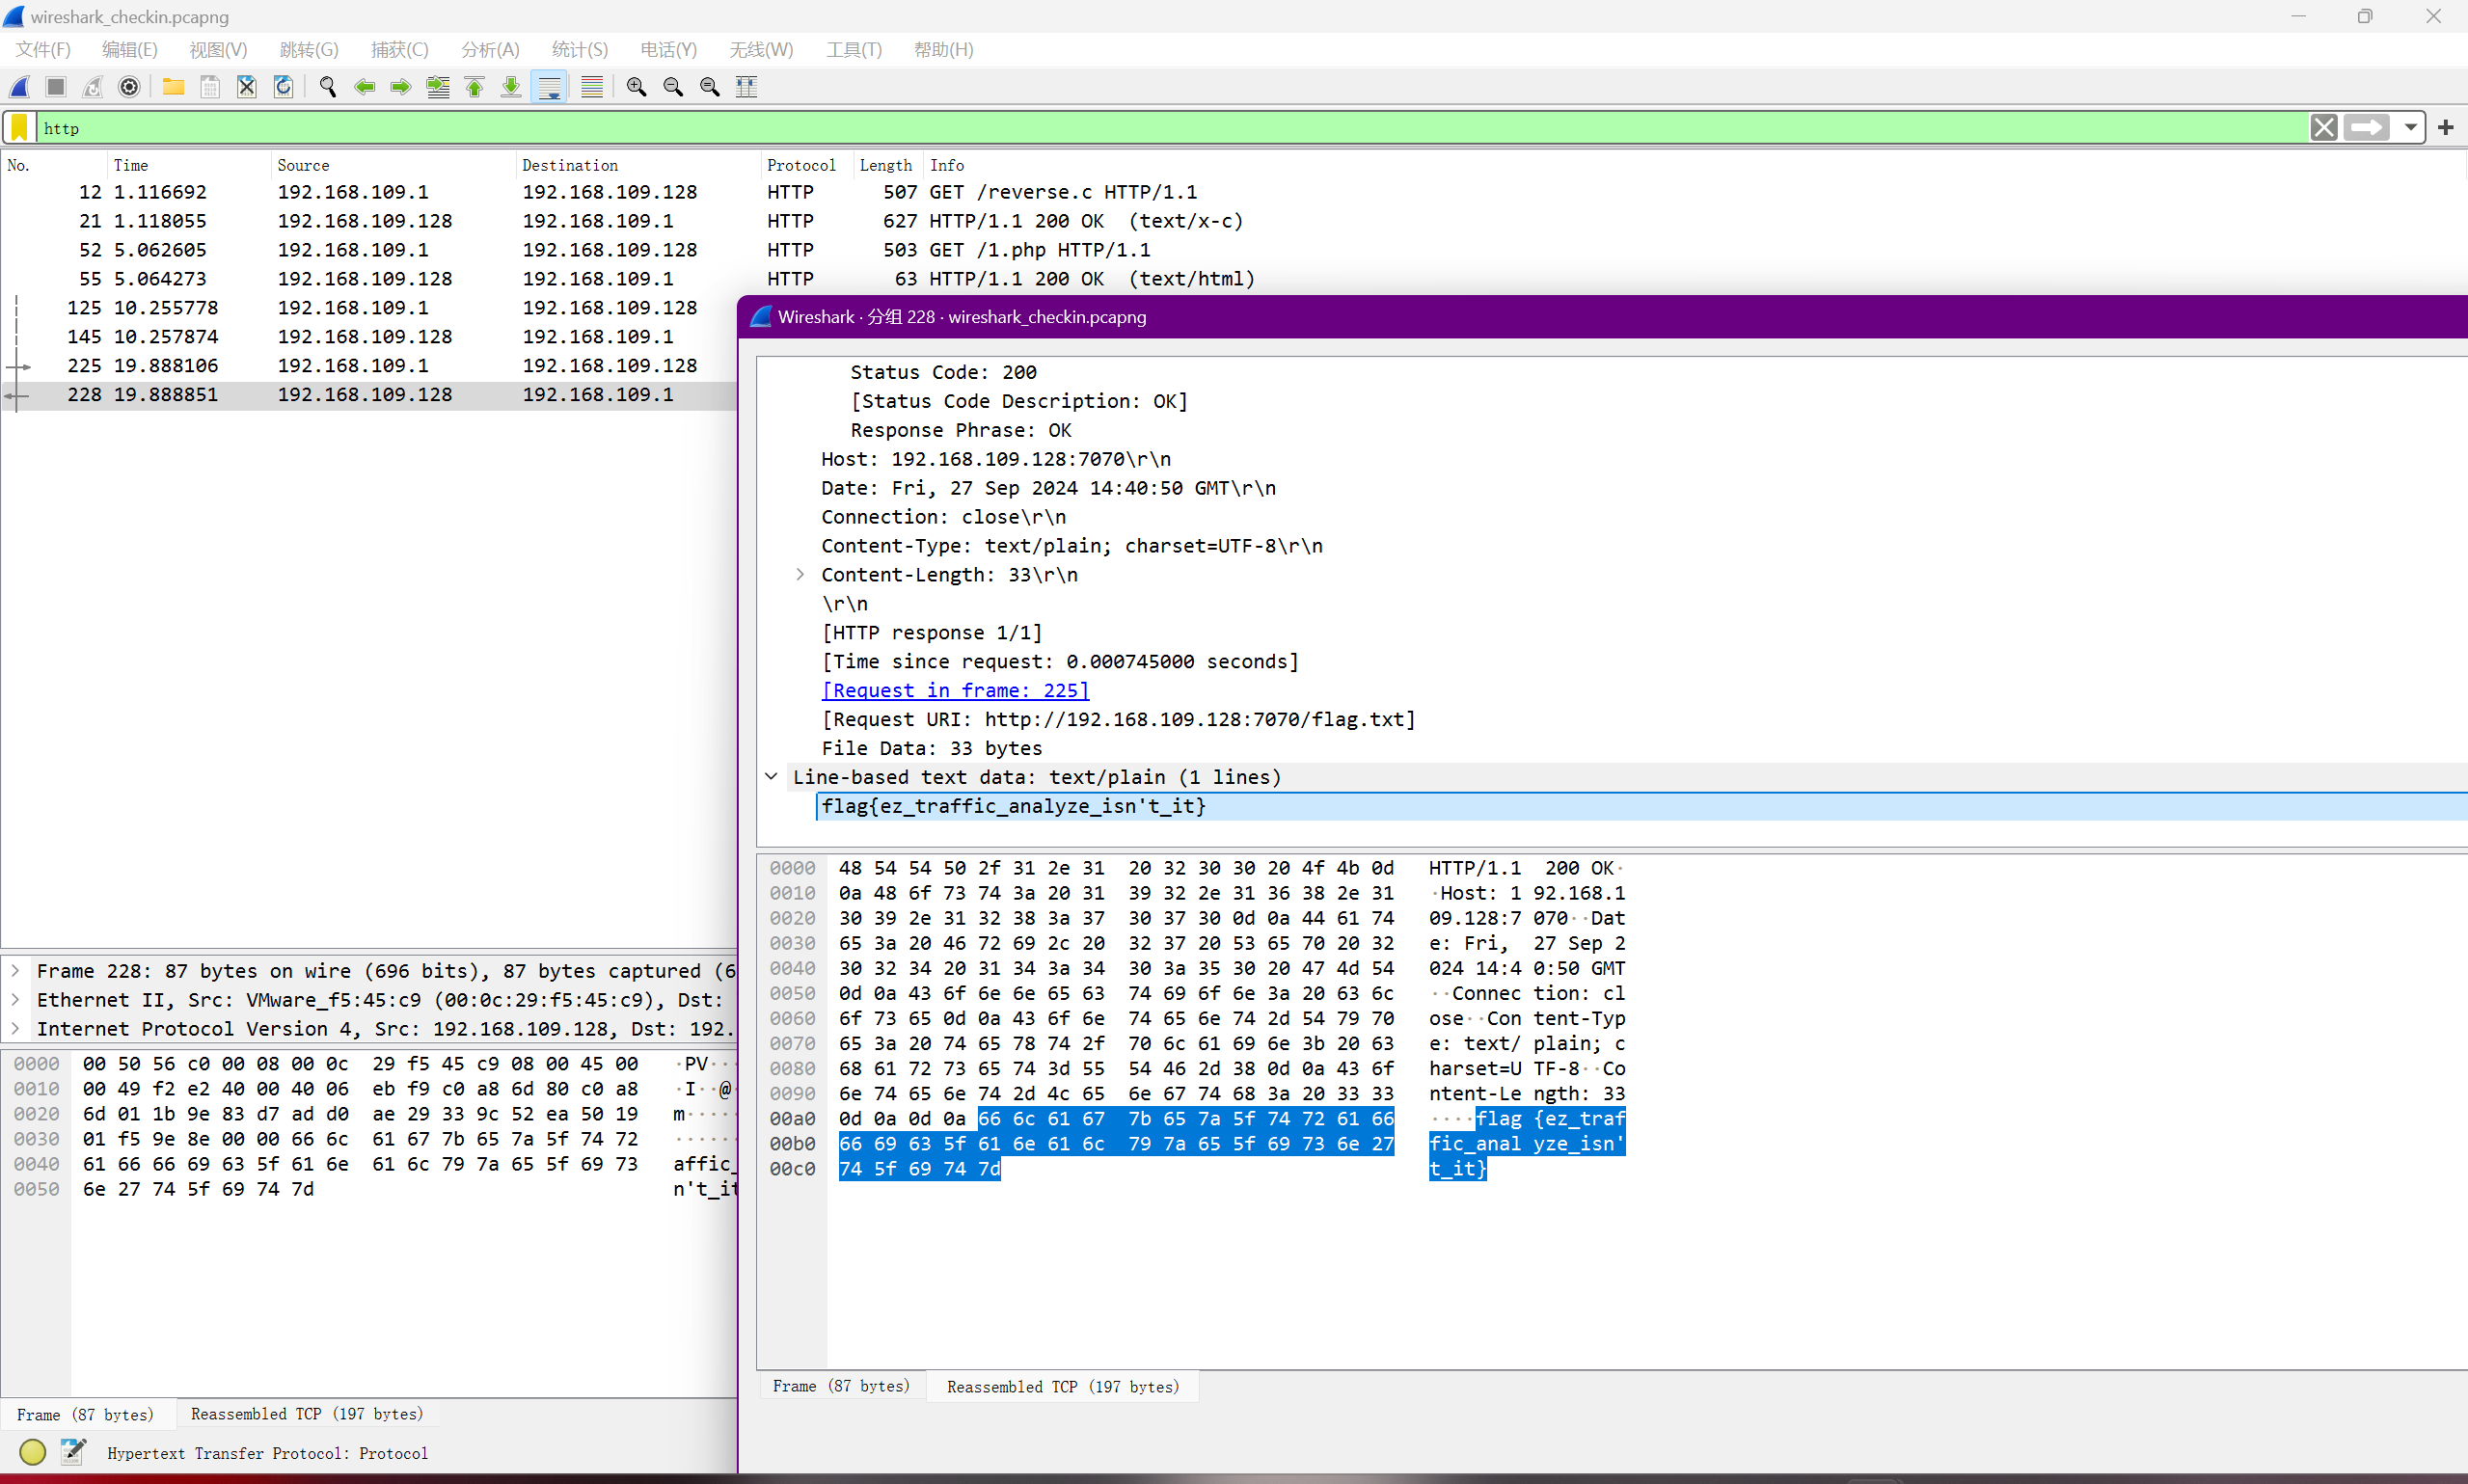 wireshark_checkin.pcapng
文件(F) 编辑(E) 视图(V) 跳转(G) 捕获(C) 分析(A) 统计(S) 电话(Y) 无线(W) 工具(T) 帮助(H)
http
No. Time Source Destination Protocol Length Info
12 1.116692 192.168.109.1 192.168.109.128 HTTP 507 GET /reverse.c HTTP/1.1
21 1.118055 192.168.109.128 192.168.109.1 HTTP 627 HTTP/1.1 200 OK (text/x-c)
52 5.062605 192.168.109.1 192.168.109.128 HTTP 503 GET /1.php HTTP/1.1
55 5.064273 192.168.109.128 192.168.109.1 HTTP 63 HTTP/1.1 200 OK (text/html)
125 10.255778 192.168.109.1 192.168.109.128
145 10.257874 192.168.109.128 192.168.109.1
225 19.888106 192.168.109.1 192.168.109.128
228 19.888851 192.168.109.128 192.168.109.1
Frame 228: 87 bytes on wire (696 bits), 87 bytes captured (6
Ethernet II, Src: VMware_f5:45:c9 (00:0c:29:f5:45:c9), Dst:
Internet Protocol Version 4, Src: 192.168.109.128, Dst: 192.
0000 00 50 56 c0 00 08 00 0c 29 f5 45 c9 08 00 45 00 ·PV···
0010 00 49 f2 e2 40 00 40 06 eb f9 c0 a8 6d 80 c0 a8 ·I··@·
0020 6d 01 1b 9e 83 d7 ad d0 ae 29 33 9c 52 ea 50 19 m·····
0030 01 f5 9e 8e 00 00 66 6c 61 67 7b 65 7a 5f 74 72 ······
0040 61 66 66 69 63 5f 61 6e 61 6c 79 7a 65 5f 69 73 affic_
0050 6e 27 74 5f 69 74 7d n't_it
Frame (87 bytes) Reassembled TCP (197 bytes)
Hypertext Transfer Protocol: Protocol
Wireshark · 分组 228 · wireshark_checkin.pcapng
Status Code: 200
[Status Code Description: OK]
Response Phrase: OK
Host: 192.168.109.128:7070\r\n
Date: Fri, 27 Sep 2024 14:40:50 GMT\r\n
Connection: close\r\n
Content-Type: text/plain; charset=UTF-8\r\n
Content-Length: 33\r\n
\r\n
[HTTP response 1/1]
[Time since request: 0.000745000 seconds]
[Request in frame: 225]
[Request URI: http://192.168.109.128:7070/flag.txt]
File Data: 33 bytes
Line-based text data: text/plain (1 lines)
flag{ez_traffic_analyze_isn't_it}
0000 48 54 54 50 2f 31 2e 31 20 32 30 30 20 4f 4b 0d HTTP/1.1 200 OK·
0010 0a 48 6f 73 74 3a 20 31 39 32 2e 31 36 38 2e 31 ·Host: 1 92.168.1
0020 30 39 2e 31 32 38 3a 37 30 37 30 0d 0a 44 61 74 09.128:7 070··Dat
0030 65 3a 20 46 72 69 2c 20 32 37 20 53 65 70 20 32 e: Fri, 27 Sep 2
0040 30 32 34 20 31 34 3a 34 30 3a 35 30 20 47 4d 54 024 14:4 0:50 GMT
0050 0d 0a 43 6f 6e 6e 65 63 74 69 6f 6e 3a 20 63 6c ··Connec tion: cl
0060 6f 73 65 0d 0a 43 6f 6e 74 65 6e 74 2d 54 79 70 ose··Con tent-Typ
0070 65 3a 20 74 65 78 74 2f 70 6c 61 69 6e 3b 20 63 e: text/ plain; c
0080 68 61 72 73 65 74 3d 55 54 46 2d 38 0d 0a 43 6f harset=U TF-8··Co
0090 6e 74 65 6e 74 2d 4c 65 6e 67 74 68 3a 20 33 33 ntent-Le ngth: 33
00a0 0d 0a 0d 0a 66 6c 61 67 7b 65 7a 5f 74 72 61 66 ····flag {ez_traf
00b0 66 69 63 5f 61 6e 61 6c 79 7a 65 5f 69 73 6e 27 fic_anal yze_isn'
00c0 74 5f 69 74 7d t_it}
Frame (87 bytes) Reassembled TCP (197 bytes)